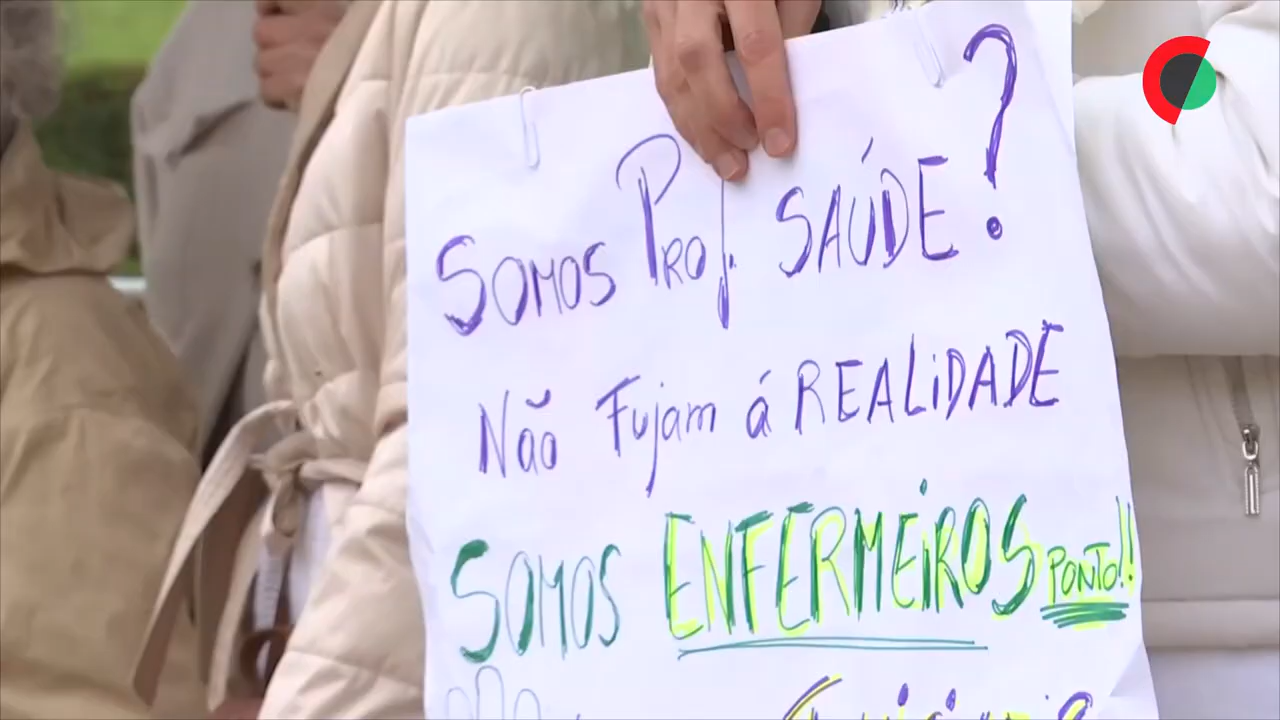 SOMOS PROF. SAÚDE?
Não Fujam á REALiDADE
SOMOS ENFERMEiROS PONTO!!